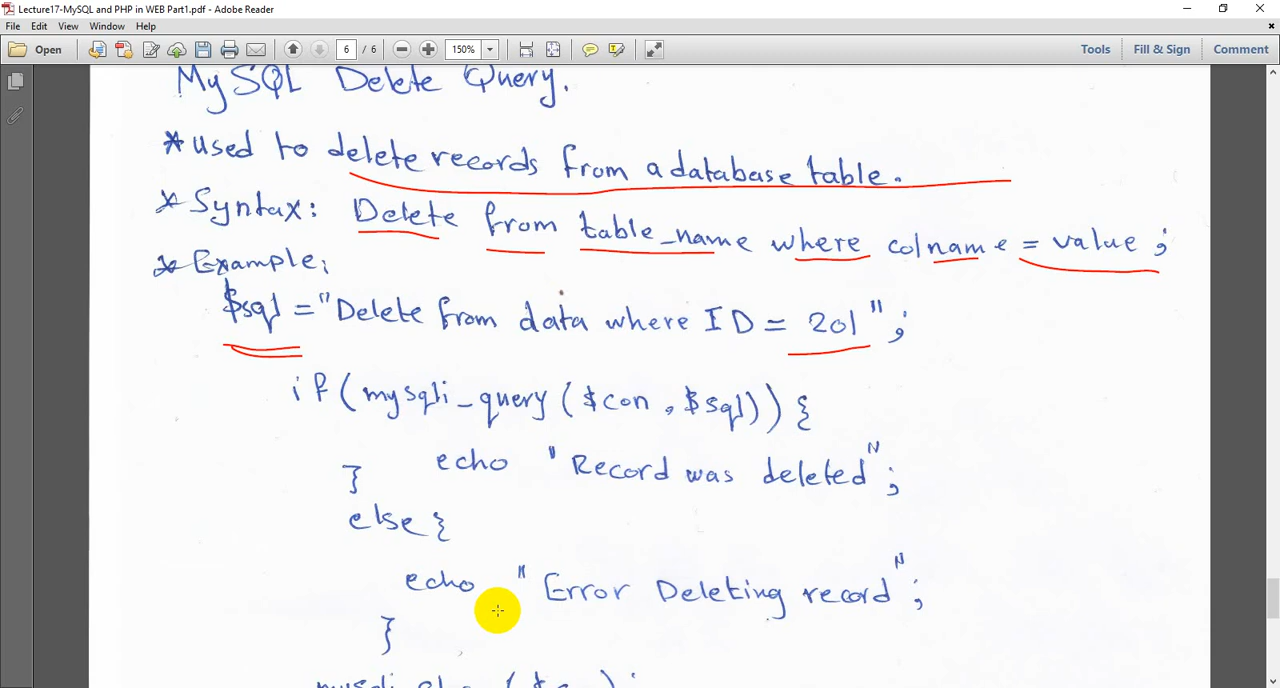 Lecture17-MySQL and PHP in WEB Part1.pdf - Adobe Reader
File Edit View Window Help
Open 6 / 6 150% Tools Fill & Sign Comment
MySQL Delete Query.
* used to delete records from a database table.
* Syntax: Delete from table_name where colname = value ;
* Example:
$sql = "Delete from data where ID = 201" ;
if (mysqli_query ($con, $sql)) {
echo "Record was deleted" ;
}
else {
echo "Error Deleting record" ;
}